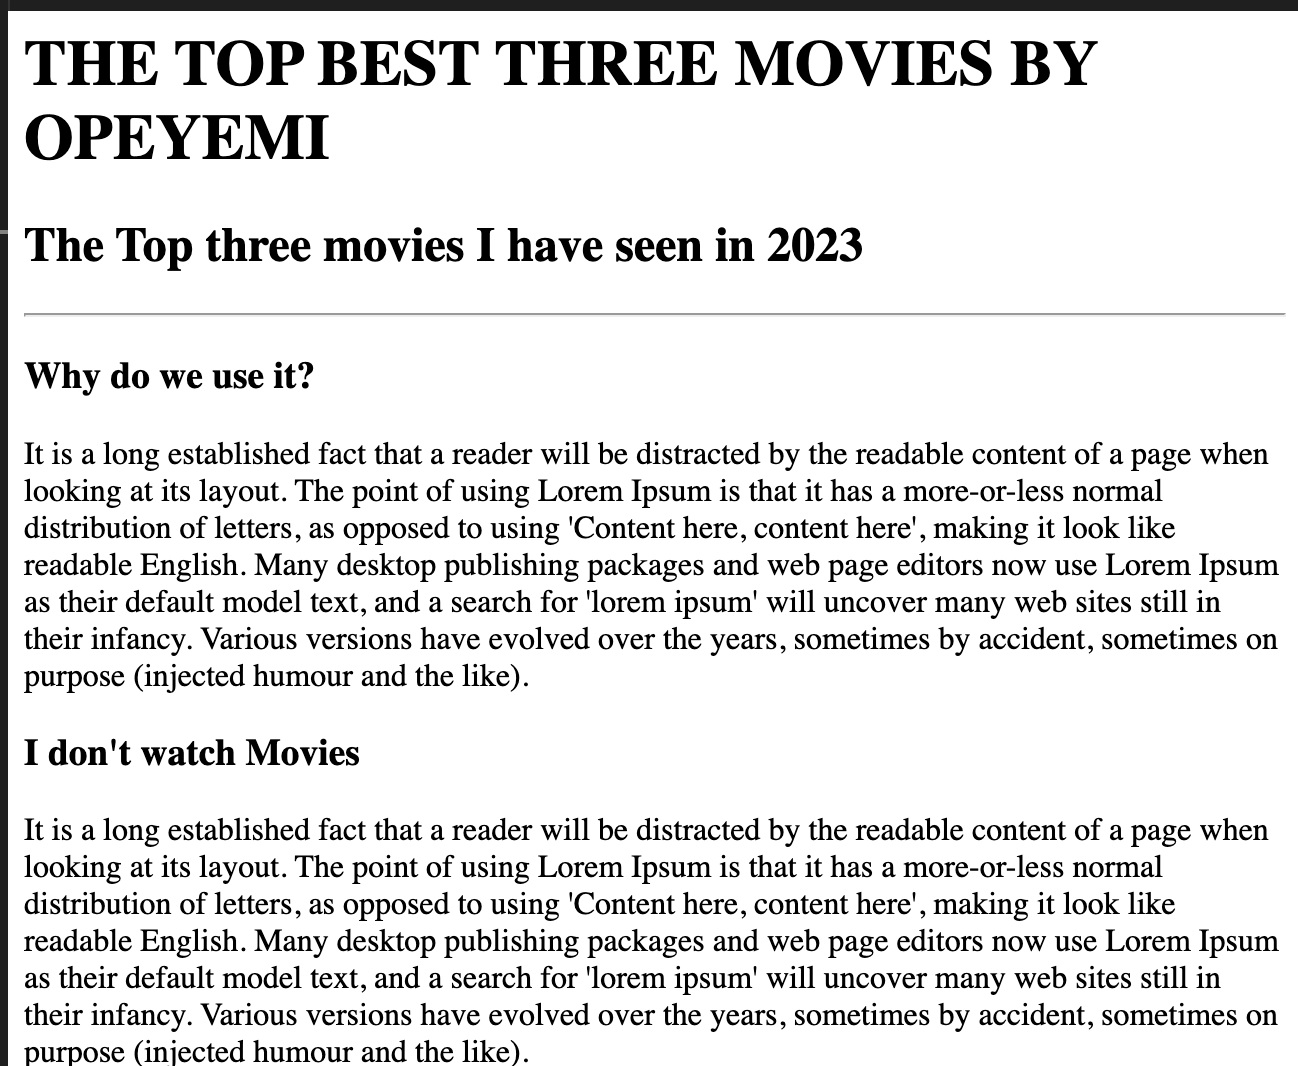 THE TOP BEST THREE MOVIES BY
OPEYEMI
The Top three movies I have seen in 2023
Why do we use it?
It is a long established fact that a reader will be distracted by the readable content of a page when
looking at its layout. The point of using Lorem Ipsum is that it has a more-or-less normal
distribution of letters, as opposed to using 'Content here, content here', making it look like
readable English. Many desktop publishing packages and web page editors now use Lorem Ipsum
as their default model text, and a search for 'lorem ipsum' will uncover many web sites still in
their infancy. Various versions have evolved over the years, sometimes by accident, sometimes on
purpose (injected humour and the like).
I don't watch Movies
It is a long established fact that a reader will be distracted by the readable content of a page when
looking at its layout. The point of using Lorem Ipsum is that it has a more-or-less normal
distribution of letters, as opposed to using 'Content here, content here', making it look like
readable English. Many desktop publishing packages and web page editors now use Lorem Ipsum
as their default model text, and a search for 'lorem ipsum' will uncover many web sites still in
their infancy. Various versions have evolved over the years, sometimes by accident, sometimes on
purpose (injected humour and the like).